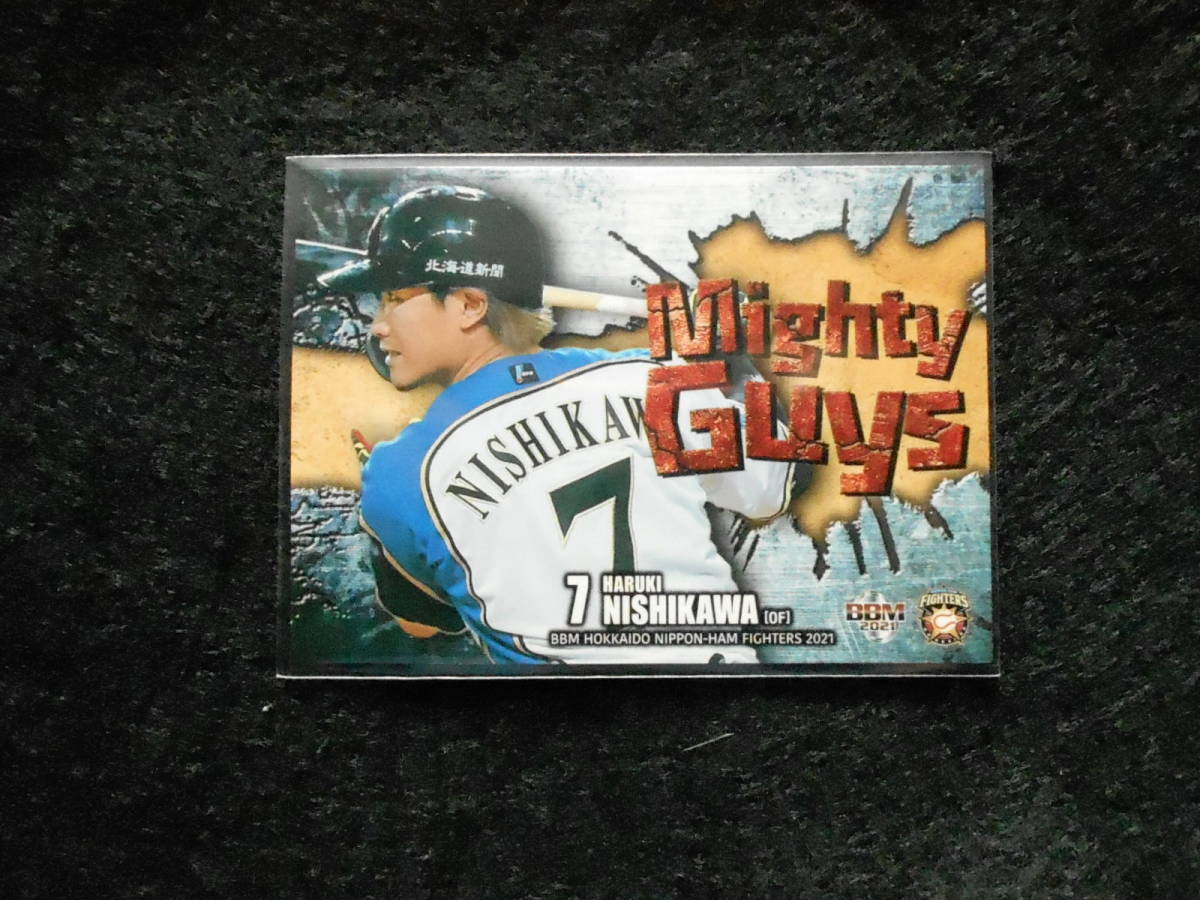 北海道新聞
Mighty
Guys
NISHIKAW
7
7 HARUKI
NISHIKAWA [OF]
BBM HOKKAIDO NIPPON-HAM FIGHTERS 2021
BBM
2021
FIGHTERS